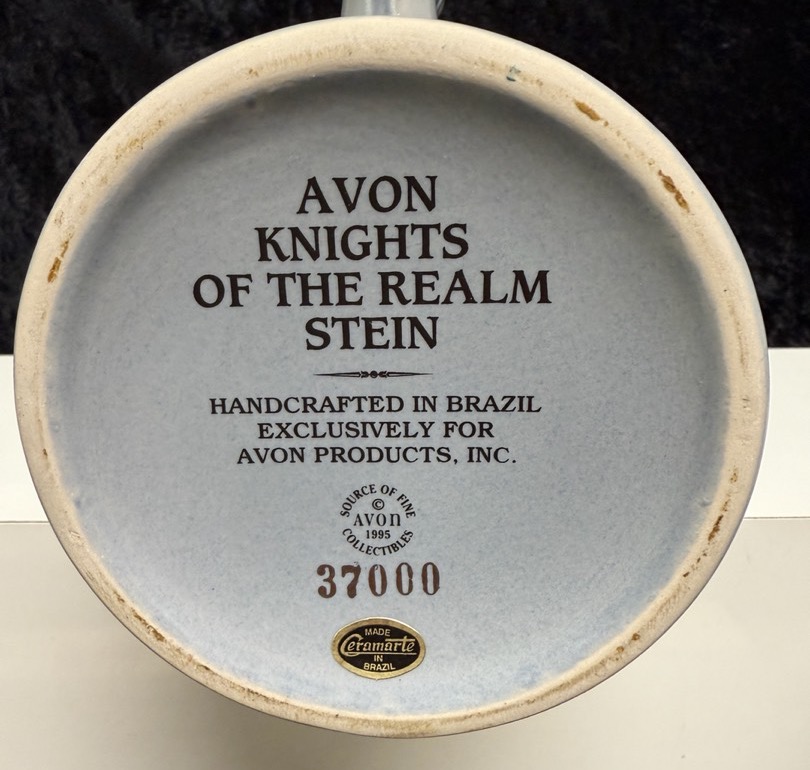 AVON
KNIGHTS
OF THE REALM
STEIN
HANDCRAFTED IN BRAZIL
EXCLUSIVELY FOR
AVON PRODUCTS, INC.
SOURCE OF FINE
©
AVON
1995
COLLECTIBLES
37000
MADE
Ceramarte
IN
BRAZIL